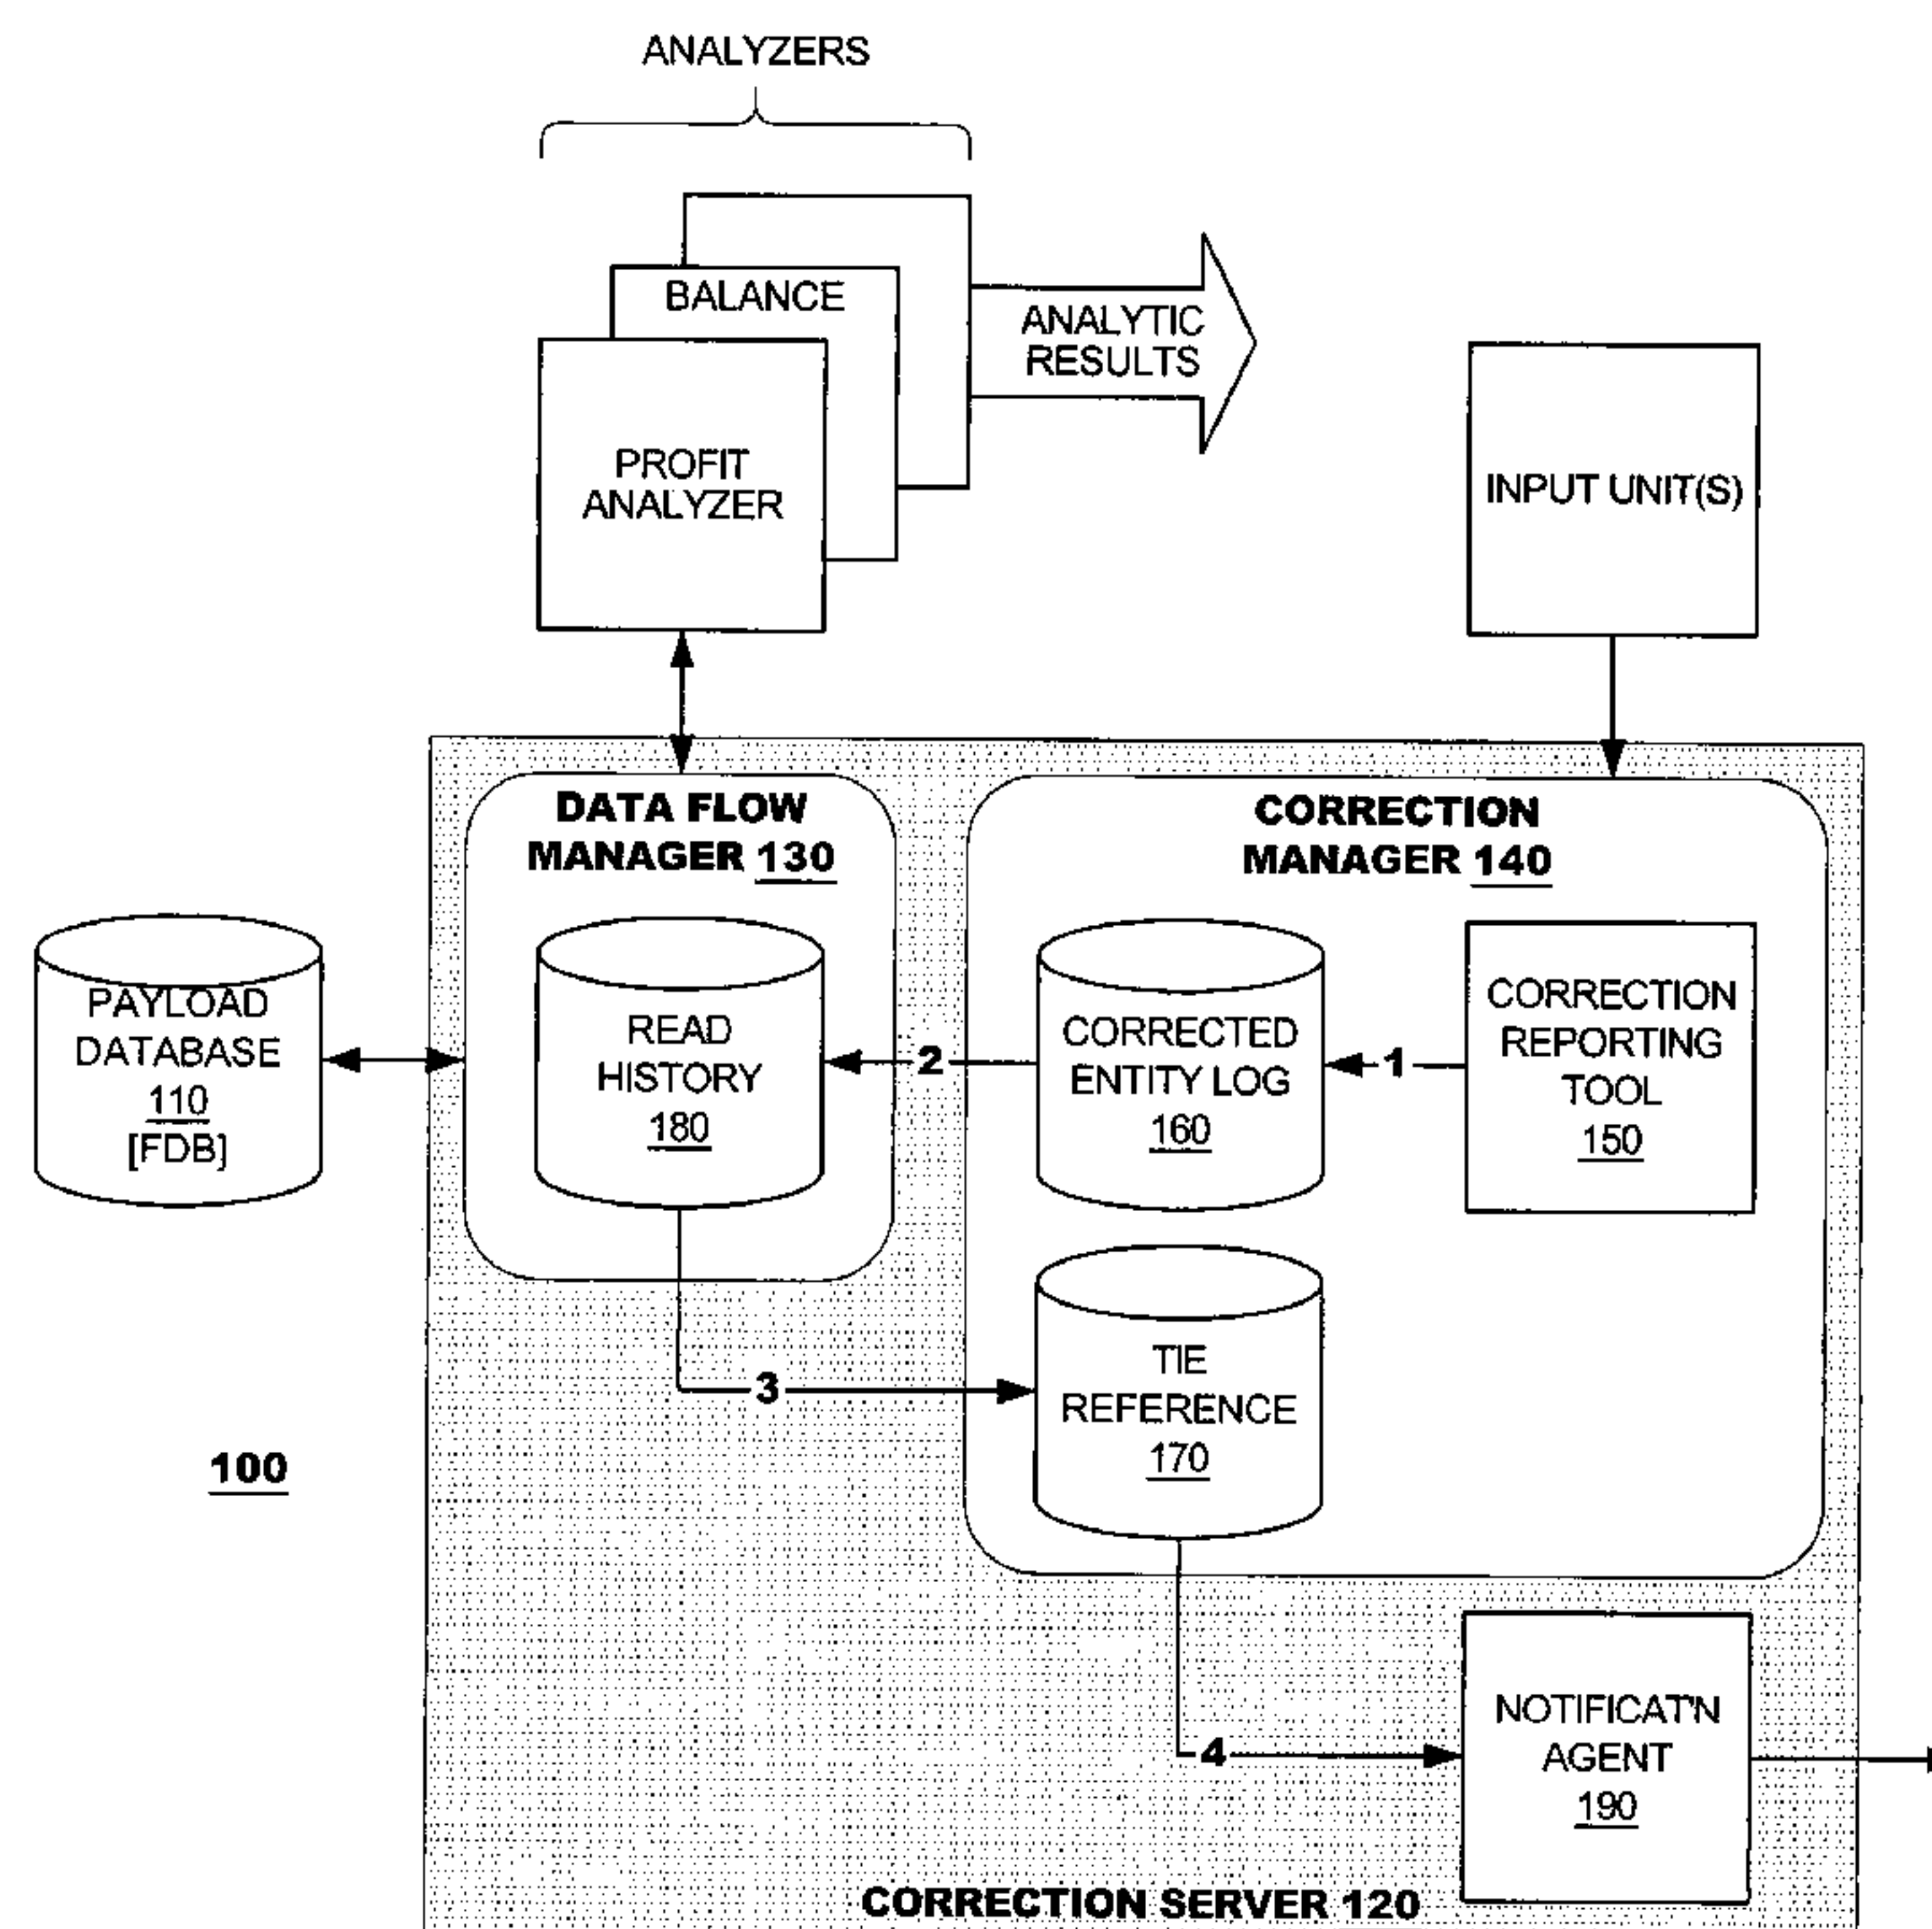 ANALYZERS
BALANCE
ANALYTIC
RESULTS
PROFIT
ANALYZER
INPUT UNIT(S)
DATA FLOW
MANAGER 130
CORRECTION
MANAGER 140
PAYLOAD
DATABASE
110
[FDB]
READ
HISTORY
180
2
CORRECTED
ENTITY LOG
160
1
CORRECTION
REPORTING
TOOL
150
TIE
REFERENCE
170
3
100
4
NOTIFICAT'N
AGENT
190
CORRECTION SERVER 120